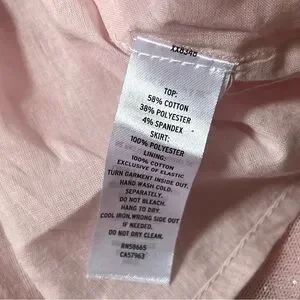 XX8348
TOP:
58% COTTON
38% POLYESTER
4% SPANDEX
SKIRT:
100% POLYESTER
LINING:
100% COTTON
EXCLUSIVE OF ELASTIC
TURN GARMENT INSIDE OUT.
HAND WASH COLD.
SEPARATELY.
DO NOT BLEACH.
HANG TO DRY.
COOL IRON,WRONG SIDE OUT
IF NEEDED.
DO NOT DRY CLEAN.
RN58665
CA57963